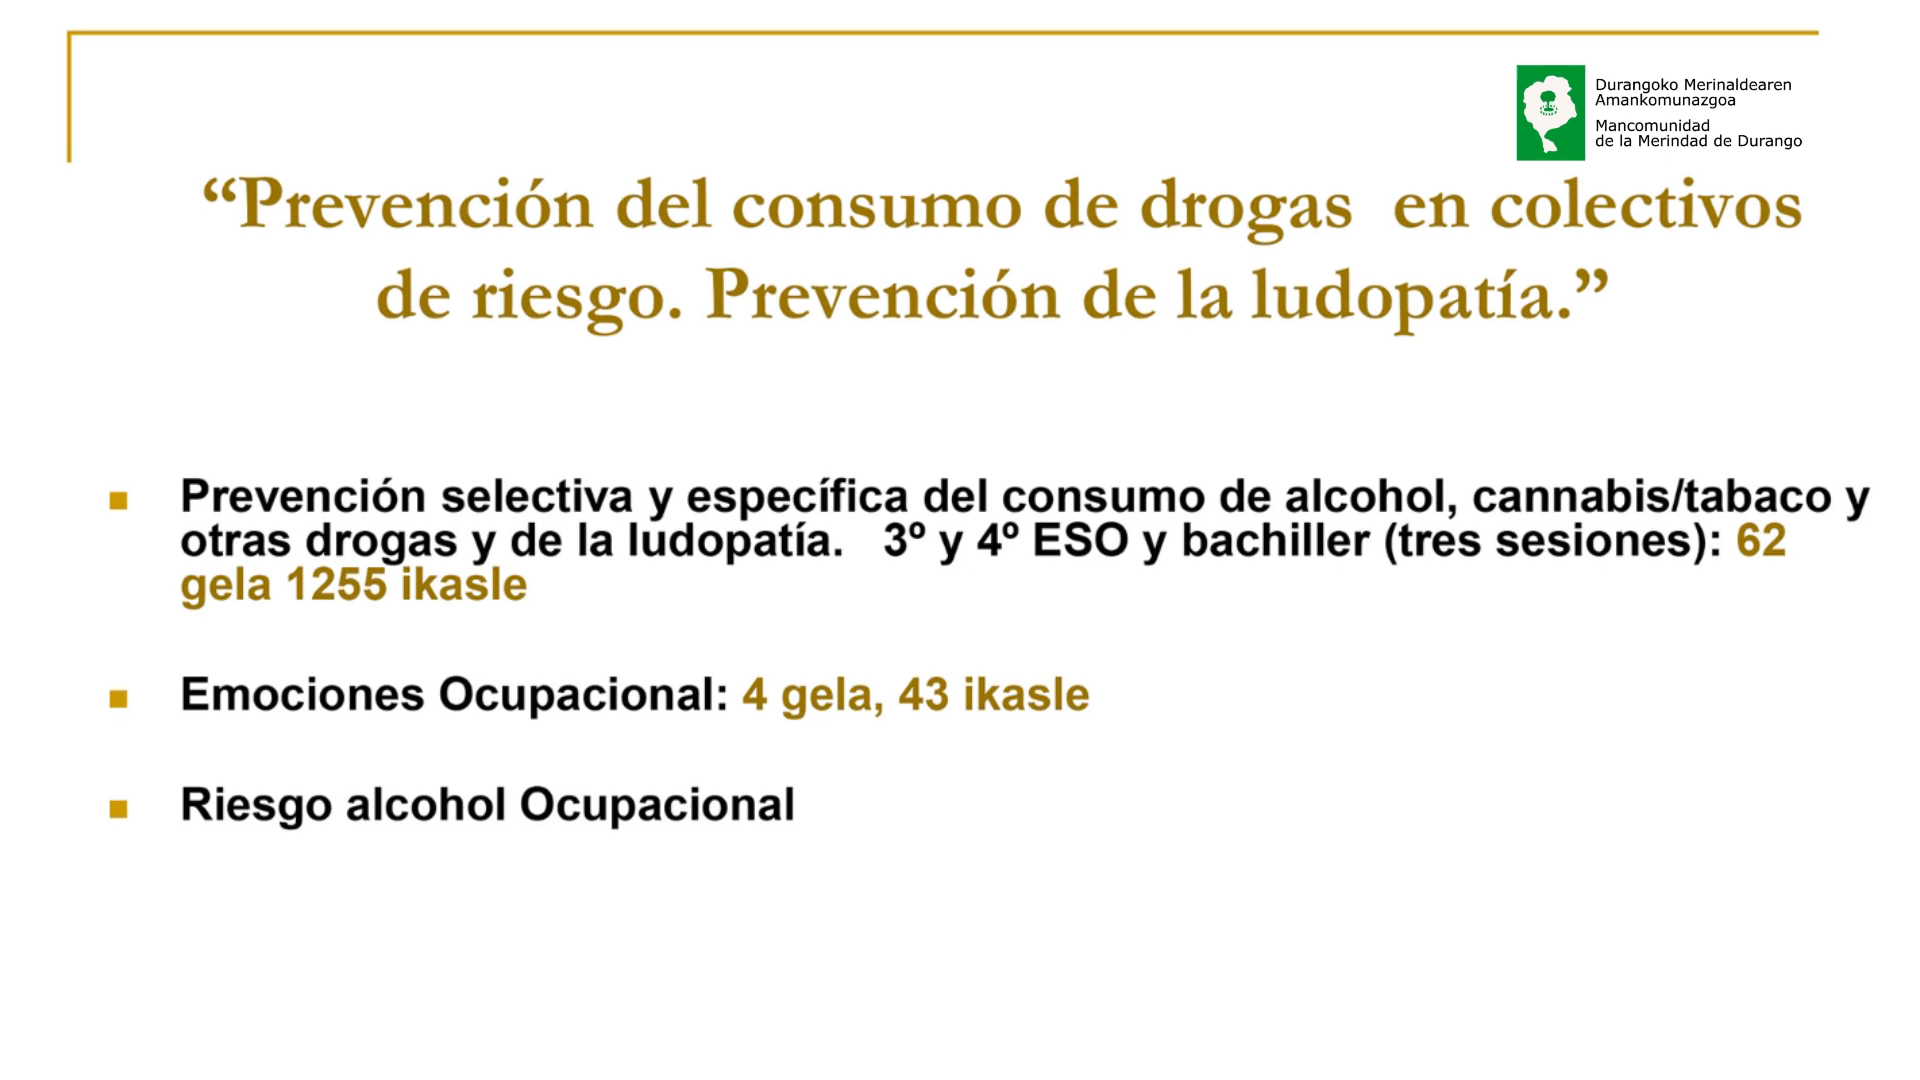 Durangoko Merinaldearen
Amankomunazgoa
Mancomunidad
de la Merindad de Durango
“Prevención del consumo de drogas  en colectivos
de riesgo. Prevención de la ludopatía.”
■ Prevención selectiva y específica del consumo de alcohol, cannabis/tabaco y
otras drogas y de la ludopatía.   3º y 4º ESO y bachiller (tres sesiones): 62
gela 1255 ikasle
■ Emociones Ocupacional: 4 gela, 43 ikasle
■ Riesgo alcohol Ocupacional